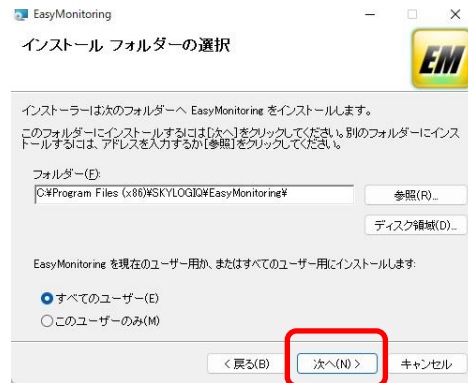 EasyMonitoring
インストール フォルダーの選択
EM
インストーラーは次のフォルダーへ EasyMonitoring をインストールします。
このフォルダーにインストールするには[次へ]をクリックしてください。別のフォルダーにインス
トールするには、アドレスを入力するか[参照]をクリックしてください。
フォルダー(F):
C:¥Program Files (x86)¥SKYLOGIQ¥EasyMonitoring¥
参照(R)...
ディスク領域(D)...
EasyMonitoring を現在のユーザー用か、またはすべてのユーザー用にインストールします:
すべてのユーザー(E)
このユーザーのみ(M)
< 戻る(B)
次へ(N) >
キャンセル